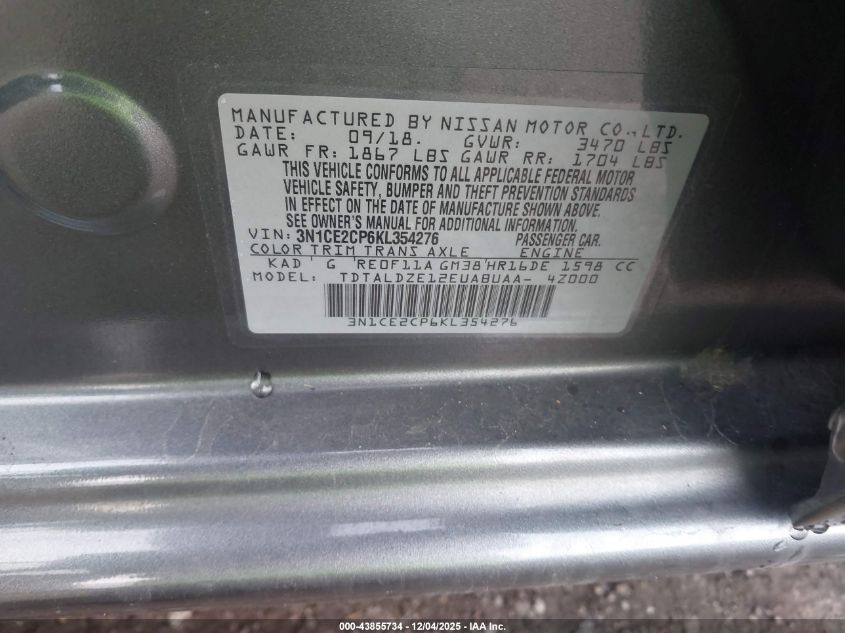 MANUFACTURED BY NISSAN MOTOR CO., LTD.
DATE: 09/18. GVWR: 3470 LBS
GAWR FR: 1867 LBS GAWR RR: 1704 LBS
THIS VEHICLE CONFORMS TO ALL APPLICABLE FEDERAL MOTOR
VEHICLE SAFETY, BUMPER AND THEFT PREVENTION STANDARDS
IN EFFECT ON THE DATE OF MANUFACTURE SHOWN ABOVE.
SEE OWNER'S MANUAL FOR ADDITIONAL INFORMATION.
VIN: 3N1CE2CP6KL354276 PASSENGER CAR.
COLOR TRIM TRANS AXLE ENGINE
KAD ' G 'RE0F11A GM38'HR16DE 1598 CC
MODEL: TDTALDZE12EUABUAA- 4Z000
3N1CE2CP6KL354276
000-43855734 — 12/04/2025 — IAA Inc.